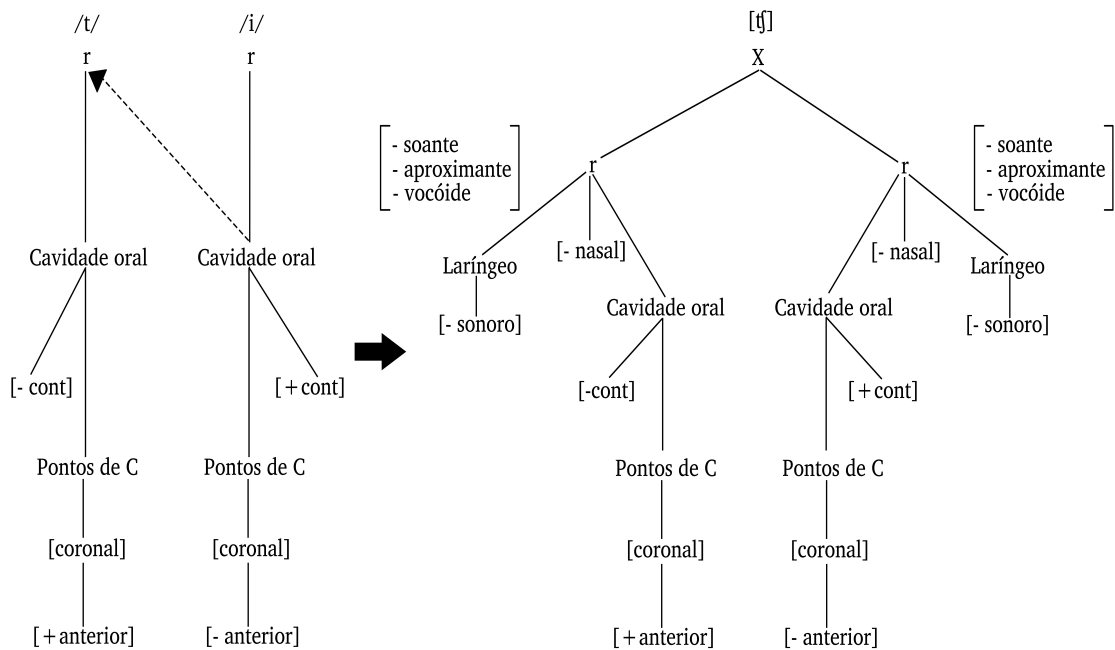 /t/ /i/ [tʃ]
r r X
[- soante [- soante
- aproximante] - aproximante]
- vocóide - vocóide
r r
[- nasal] [- nasal]
Cavidade oral Cavidade oral Laríngeo Laríngeo
Cavidade oral Cavidade oral
[- sonoro] [- sonoro]
[- cont] [+cont] [-cont] [+cont]
Pontos de C Pontos de C Pontos de C Pontos de C
[coronal] [coronal] [coronal] [coronal]
[+anterior] [- anterior] [+anterior] [- anterior]